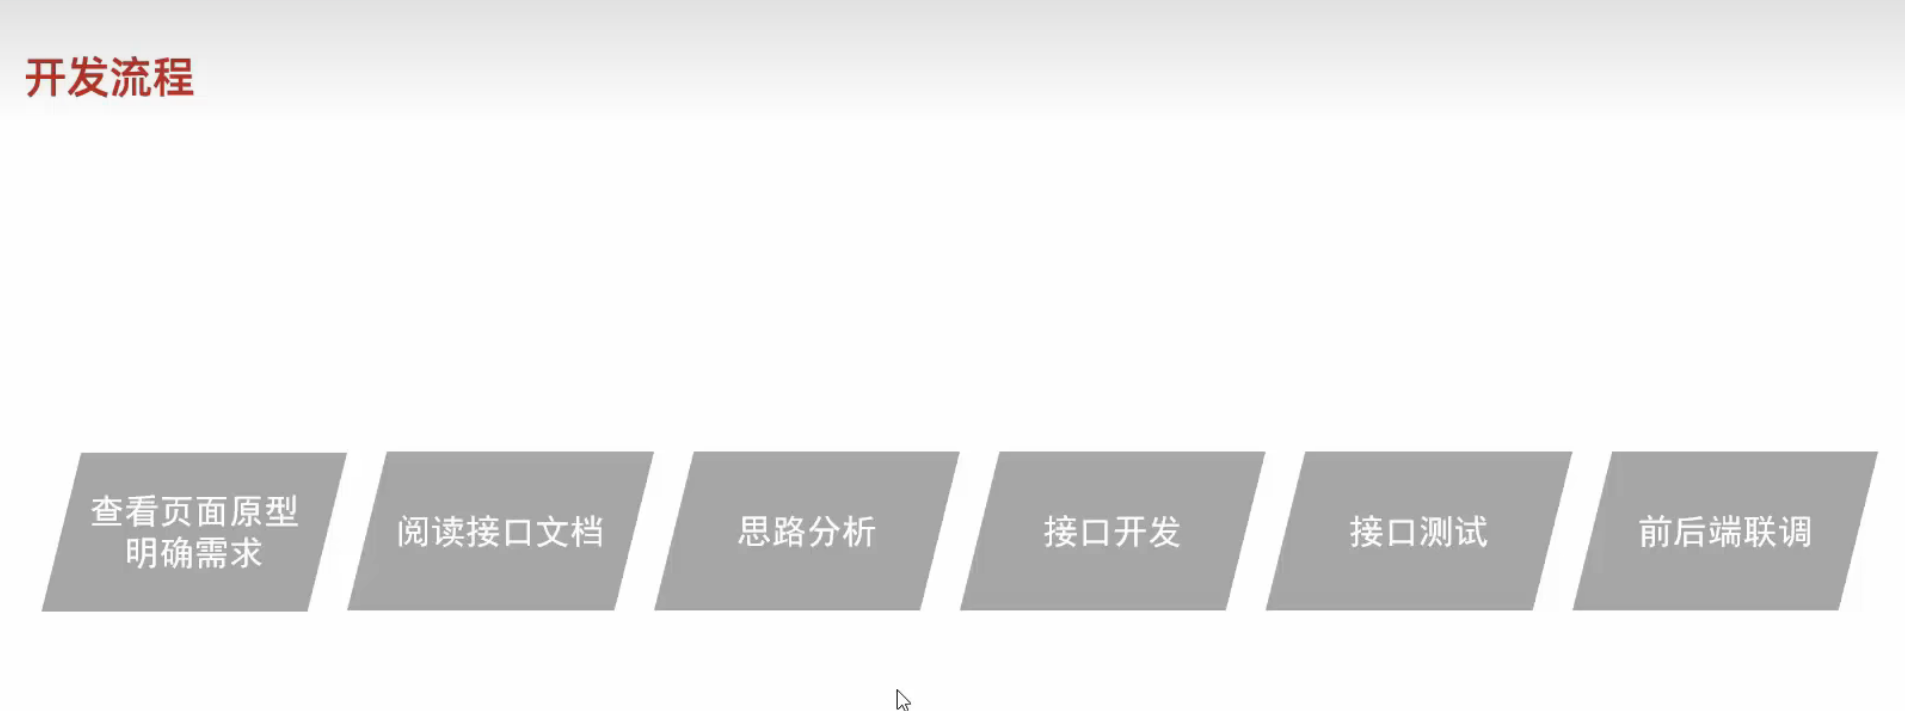 开发流程
查看页面原型
明确需求
阅读接口文档
思路分析
接口开发
接口测试
前后端联调